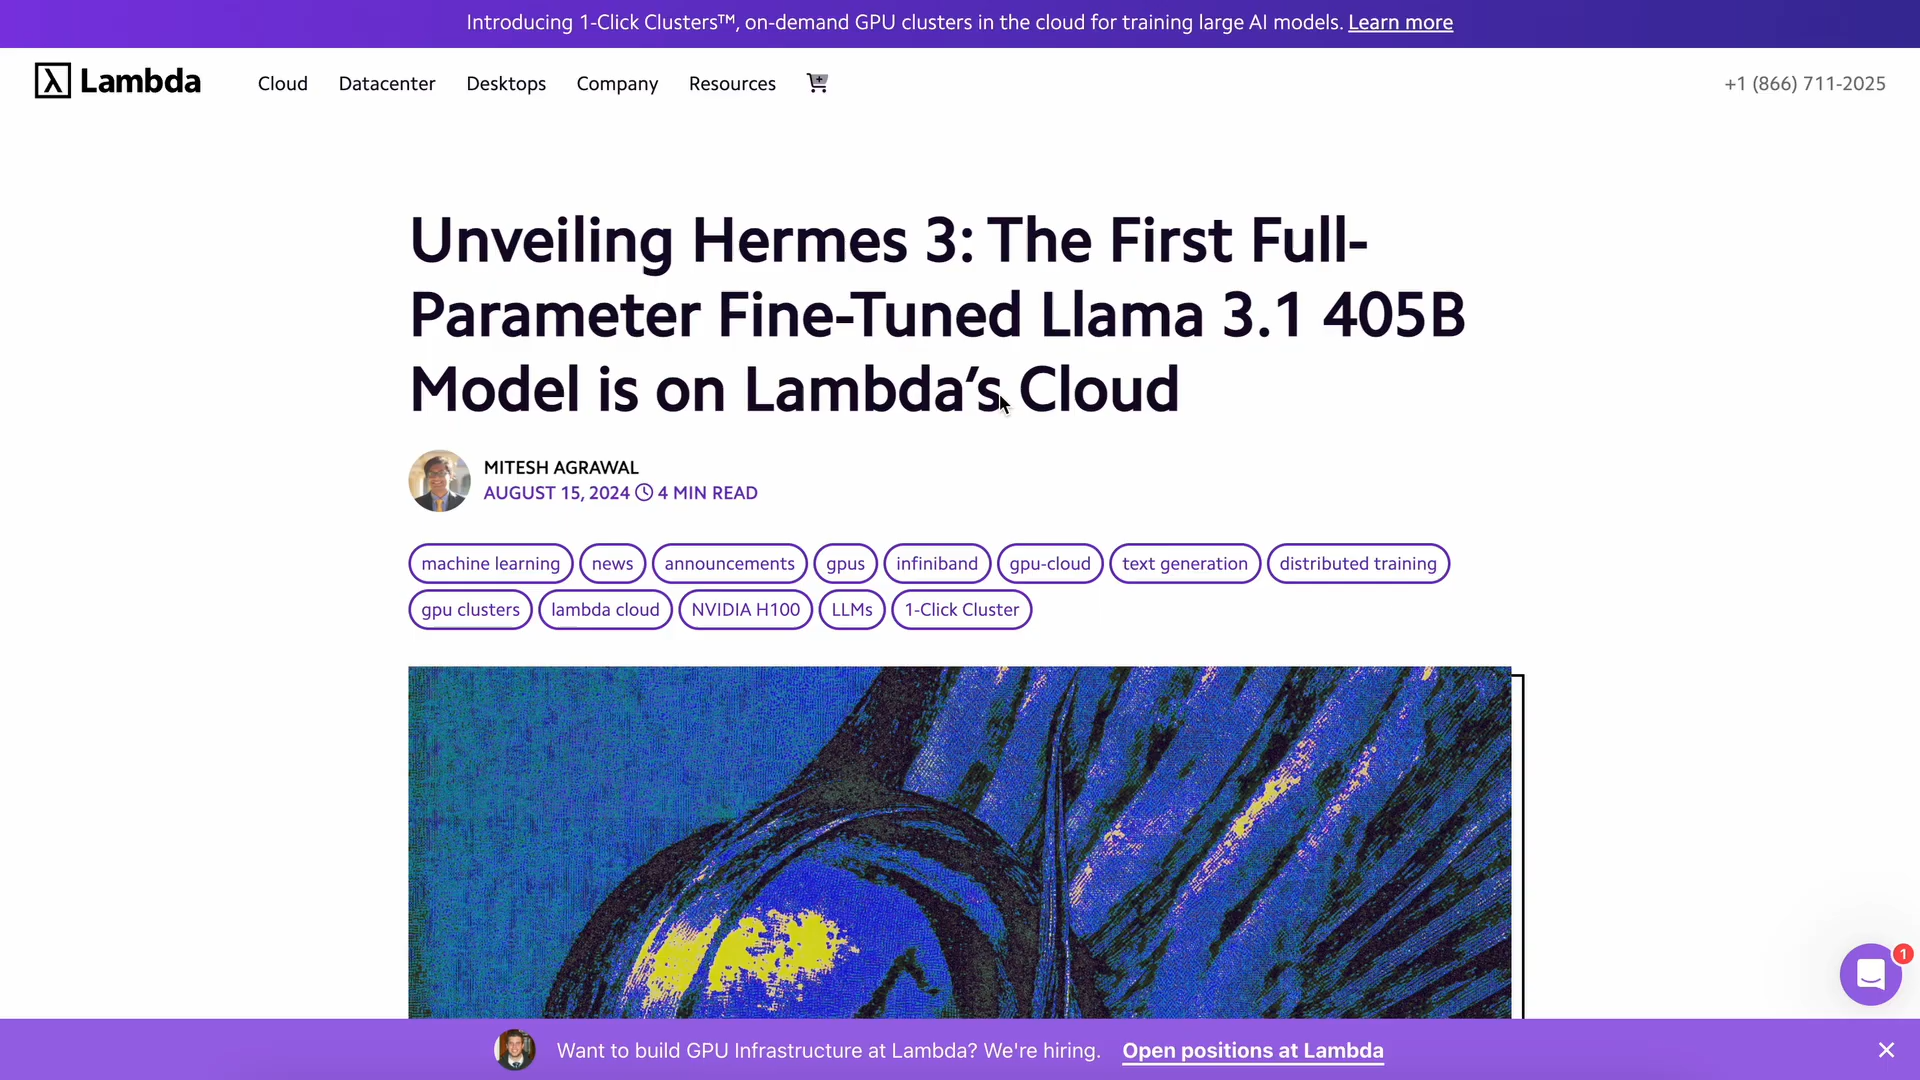 Introducing 1-Click Clusters™, on-demand GPU clusters in the cloud for training large AI models. Learn more
Lambda
Cloud
Datacenter
Desktops
Company
Resources
+1 (866) 711-2025
Unveiling Hermes 3: The First Full-
Parameter Fine-Tuned Llama 3.1 405B
Model is on Lambda’s Cloud
MITESH AGRAWAL
AUGUST 15, 2024 4 MIN READ
machine learning
news
announcements
gpus
infiniband
gpu-cloud
text generation
distributed training
gpu clusters
lambda cloud
NVIDIA H100
LLMs
1-Click Cluster
1
Want to build GPU Infrastructure at Lambda? We're hiring. Open positions at Lambda